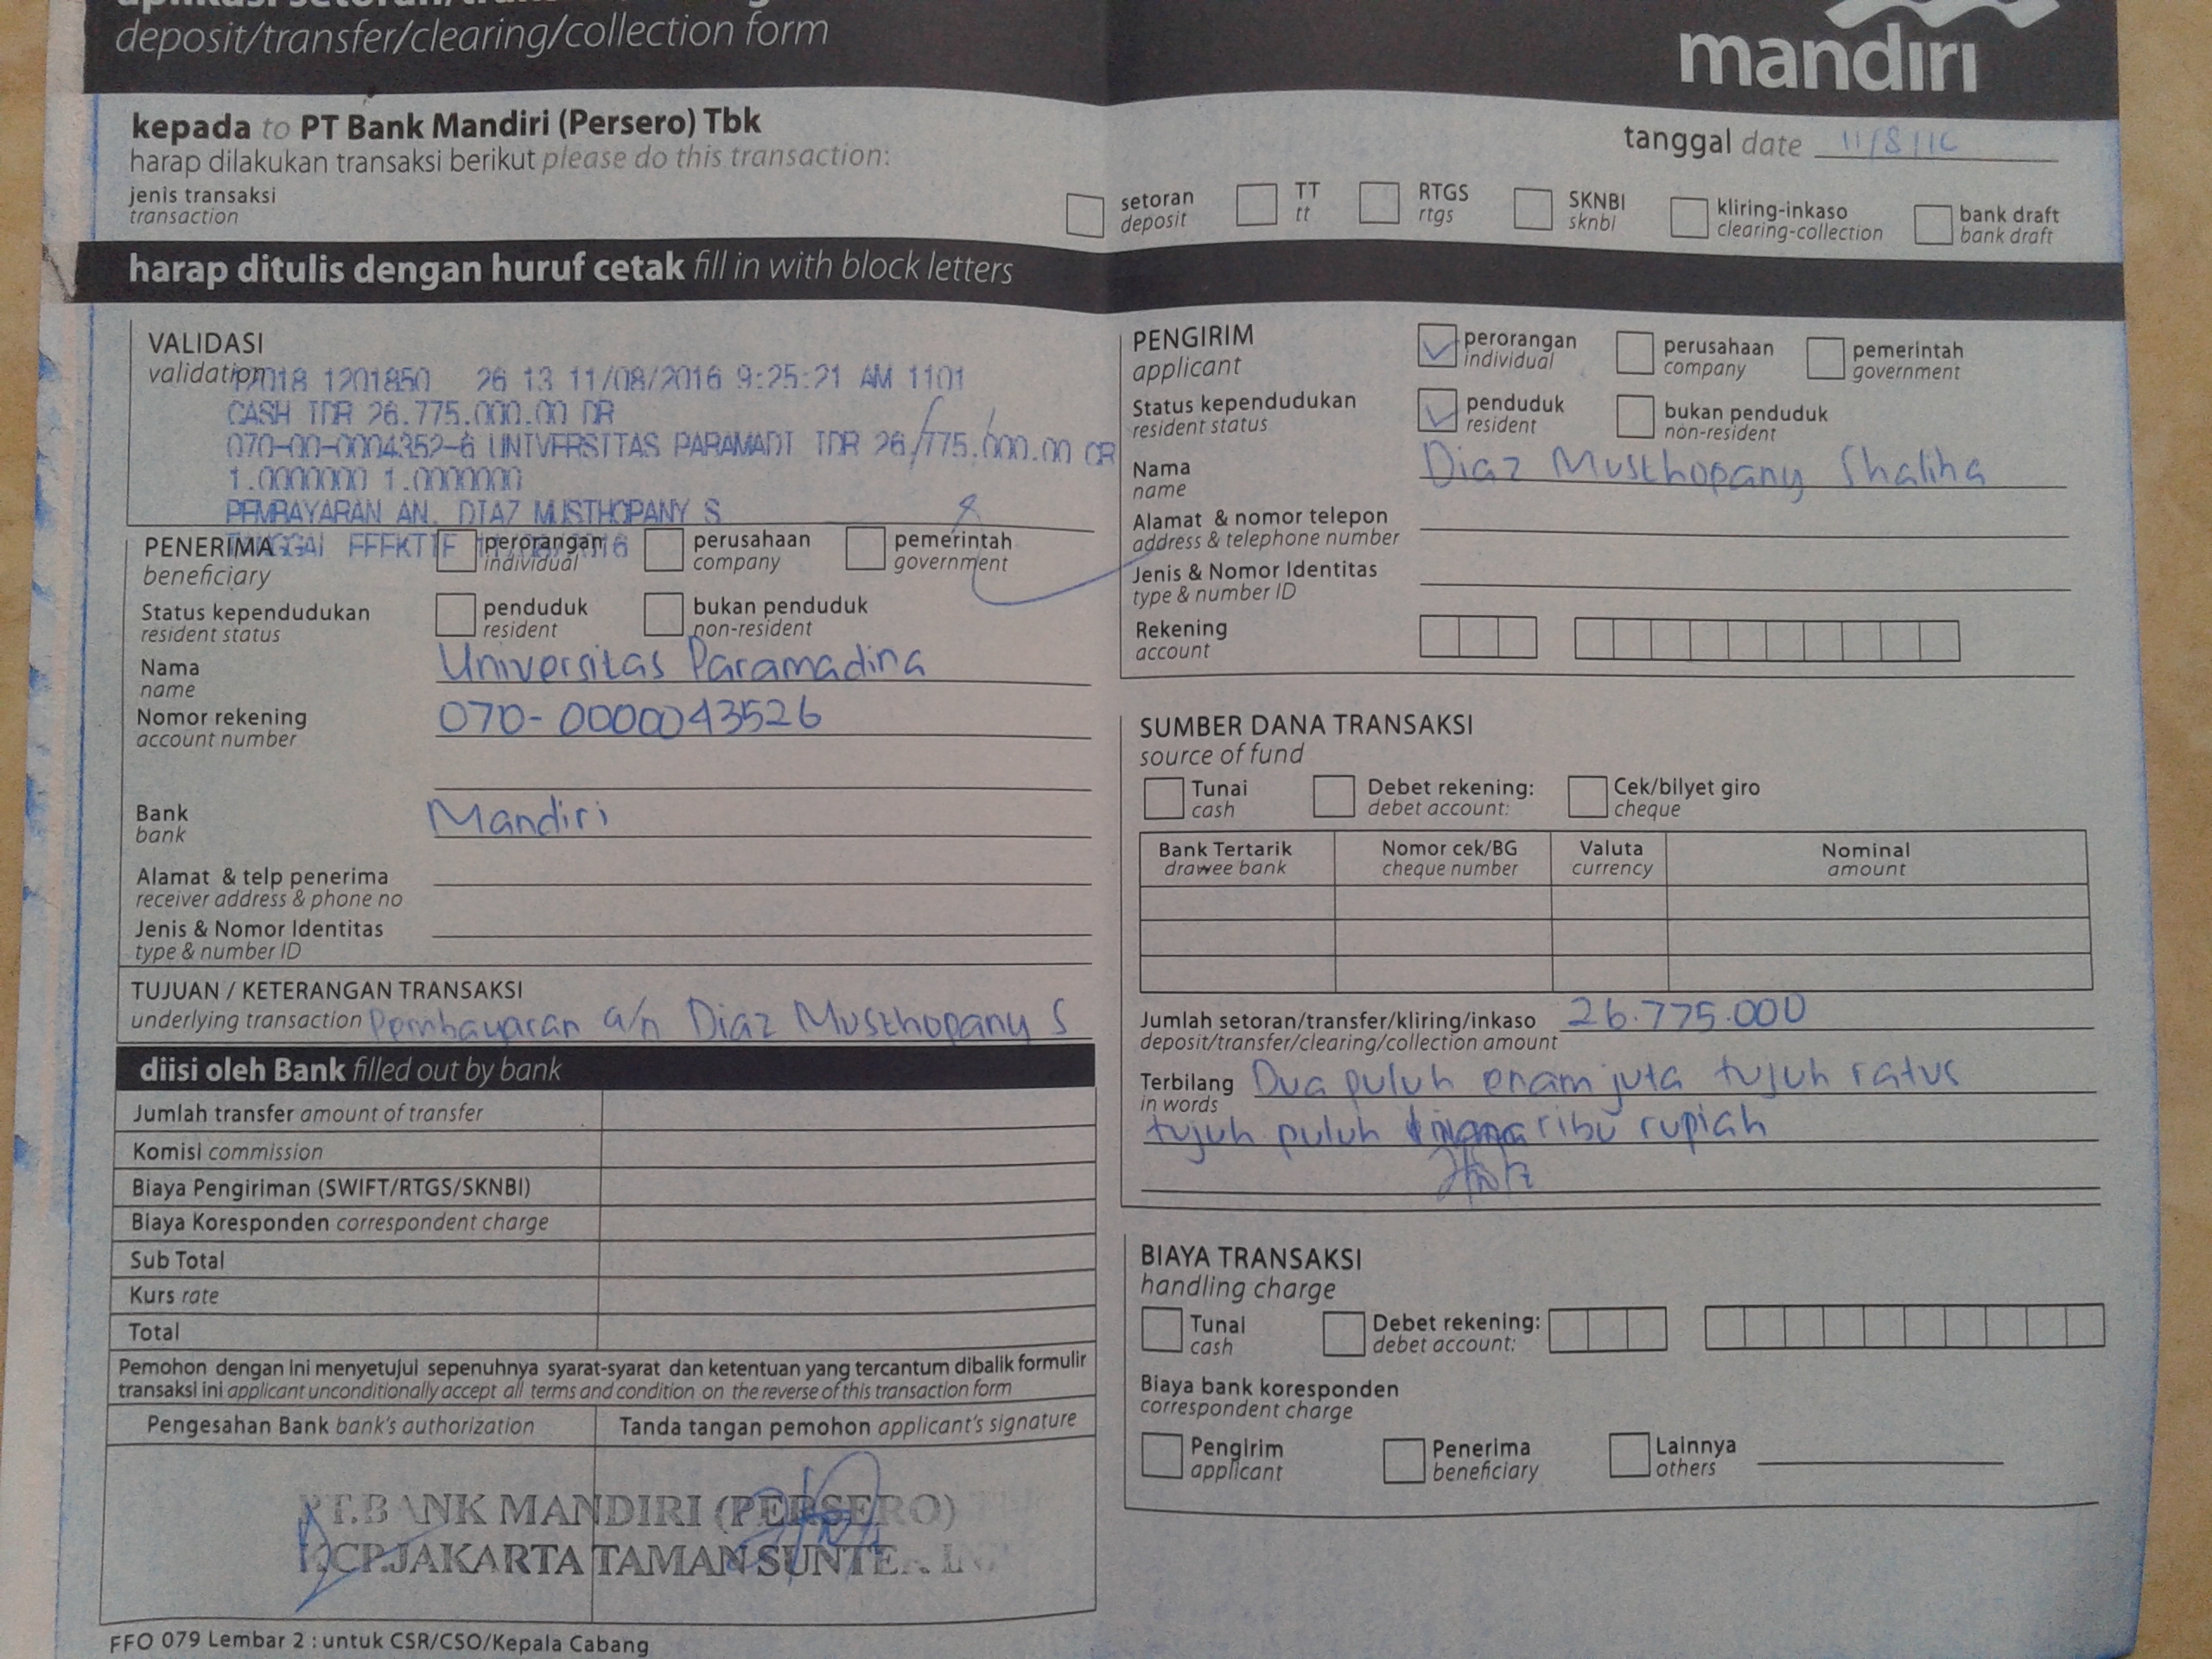 deposit/transfer/clearing/collection form
mandırı
kepada to PT Bank Mandiri (Persero) Tbk
harap dilakukan transaksi berikut please do this transaction:
tanggal date 11/8/16
jenis transaksi
transaction
setoran
deposit
TT
tt
RTGS
rtgs
SKNBI
sknbI
kliring-inkaso
clearing-collection
bank draft
bank draft
harap ditulis dengan huruf cetak fill in with block letters
VALIDASI
validation
12018 1201850 26 13 11/08/2016 9:25:21 AM 1101
CASH IDR 26.775.000.00 DR
070-00-0004352-6 UNIVERSITAS PARAMADI IDR 26.775.000.00 CR
1.0000000 1.0000000
PEMBAYARAN AN. DIAZ MUSTHOPANY S
TANGGAL EFEKTIF 11/08/2016
PENERIMA
beneficiary
perorangan
individual
perusahaan
company
pemerintah
government
Status kependudukan
resident status
penduduk
resident
bukan penduduk
non-resident
Nama
name
Universitas Paramadina
Nomor rekening
account number
070-0000043526
Bank
bank
Mandiri
Alamat & telp penerima
receiver address & phone no
Jenis & Nomor Identitas
type & number ID
TUJUAN / KETERANGAN TRANSAKSI
underlying transaction Pembayaran a/n Diaz Musthopany S
diisi oleh Bank filled out by bank
Jumlah transfer amount of transfer
Komisi commission
Biaya Pengiriman (SWIFT/RTGS/SKNBI)
Biaya Koresponden correspondent charge
Sub Total
Kurs rate
Total
Pemohon dengan ini menyetujui sepenuhnya syarat-syarat dan ketentuan yang tercantum dibalik formulir
transaksi ini applicant unconditionally accept all terms and condition on the reverse of this transaction form
Pengesahan Bank bank's authorization
Tanda tangan pemohon applicant's signature
PT.BANK MANDIRI (PERSERO)
KCP.JAKARTA TAMAN SUNTER
FFO 079 Lembar 2 : untuk CSR/CSO/Kepala Cabang
PENGIRIM
applicant
perorangan
individual
perusahaan
company
pemerintah
government
Status kependudukan
resident status
penduduk
resident
bukan penduduk
non-resident
Nama
name
Diaz Musthopany Shaliha
Alamat & nomor telepon
address & telephone number
Jenis & Nomor Identitas
type & number ID
Rekening
account
SUMBER DANA TRANSAKSI
source of fund
Tunai
cash
Debet rekening:
debet account:
Cek/bilyet giro
cheque
Bank Tertarik
drawee bank
Nomor cek/BG
cheque number
Valuta
currency
Nominal
amount
Jumlah setoran/transfer/kliring/inkaso 26.775.000
deposit/transfer/clearing/collection amount
Terbilang Dua puluh enam juta tujuh ratus
in words
tujuh puluh ribu rupiah
BIAYA TRANSAKSI
handling charge
Tunai
cash
Debet rekening:
debet account:
Biaya bank koresponden
correspondent charge
Pengirim
applicant
Penerima
beneficiary
Lainnya
others